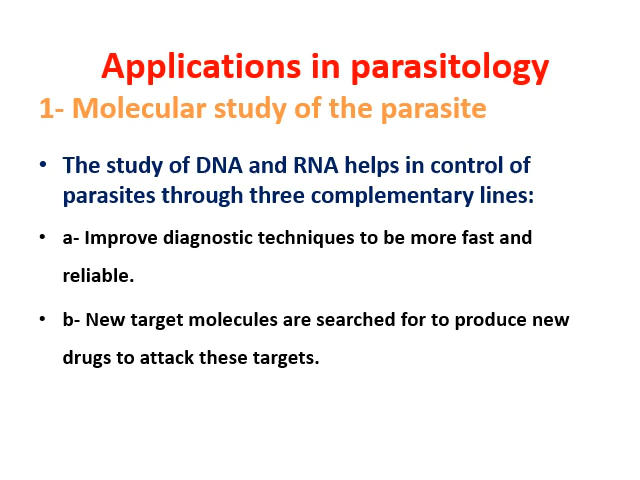 Applications in parasitology
1- Molecular study of the parasite
• The study of DNA and RNA helps in control of
parasites through three complementary lines:
• a- Improve diagnostic techniques to be more fast and
reliable.
• b- New target molecules are searched for to produce new
drugs to attack these targets.